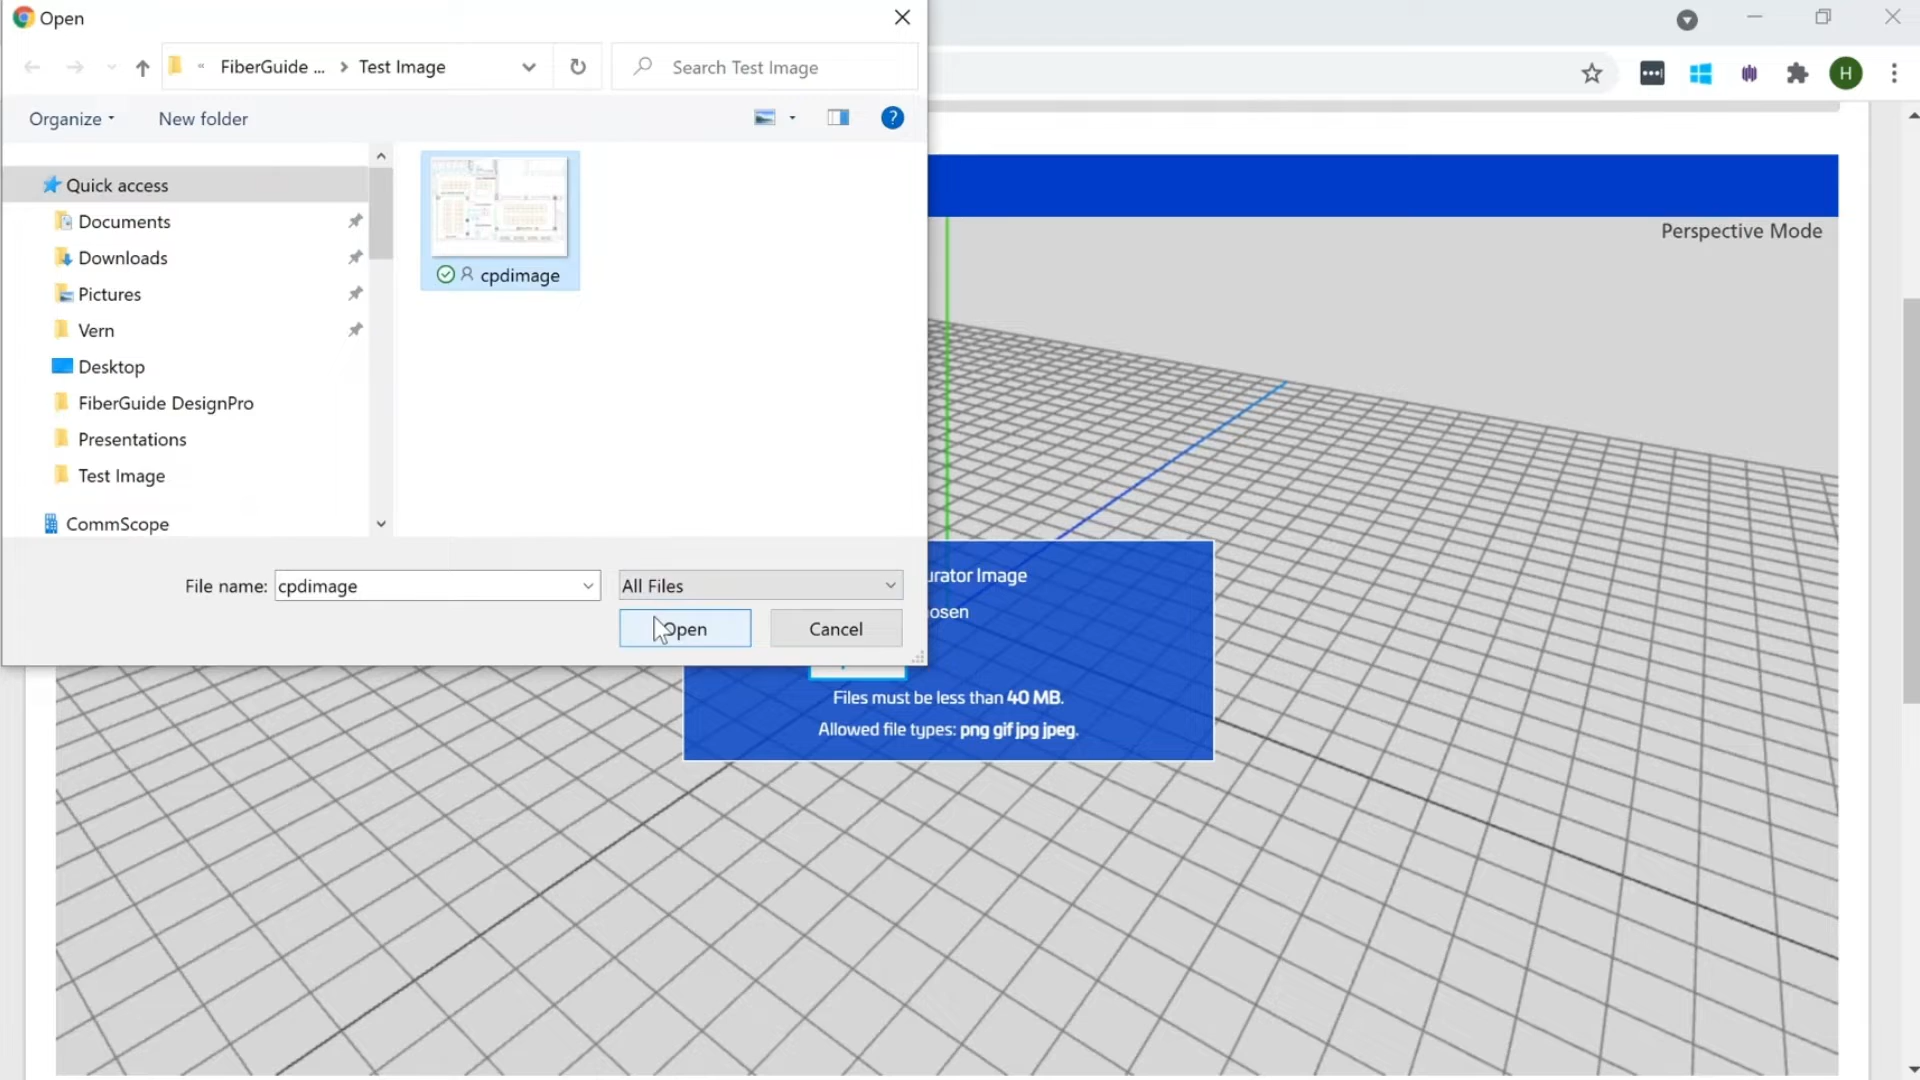 Open
FiberGuide ...
Test Image
Search Test Image
H
Organize
New folder
?
Quick access
Documents
Downloads
Pictures
Vern
Desktop
FiberGuide DesignPro
Presentations
Test Image
CommScope
cpdimage
Perspective Mode
File name:
cpdimage
All Files
Open
Cancel
urator Image
osen
Files must be less than 40 MB.
Allowed file types: png gif jpg jpeg.